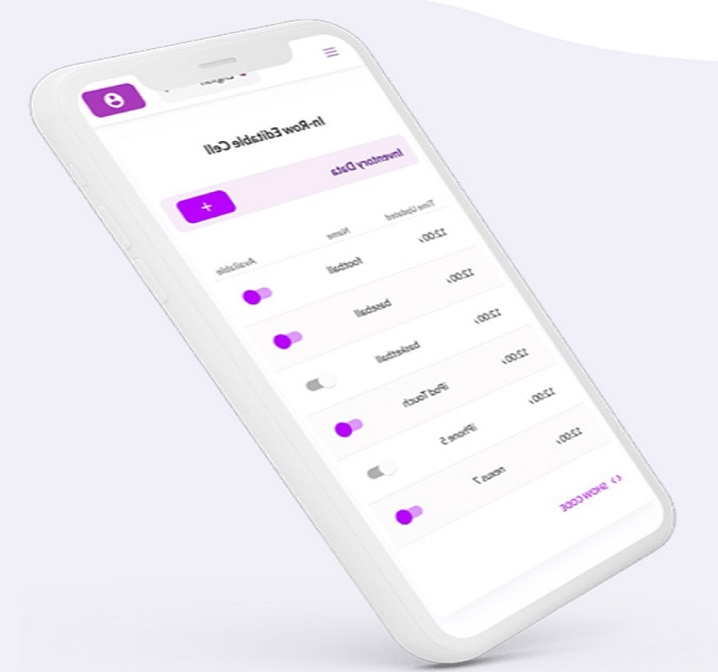 In-Row Editable Cell
Inventory Data
+
Time Updated Name Available
12:00, football
12:00, baseball
12:00, basketball
12:00, iPod Touch
12:00, iPhone 5
12:00, nexus 7
<> SHOW CODE